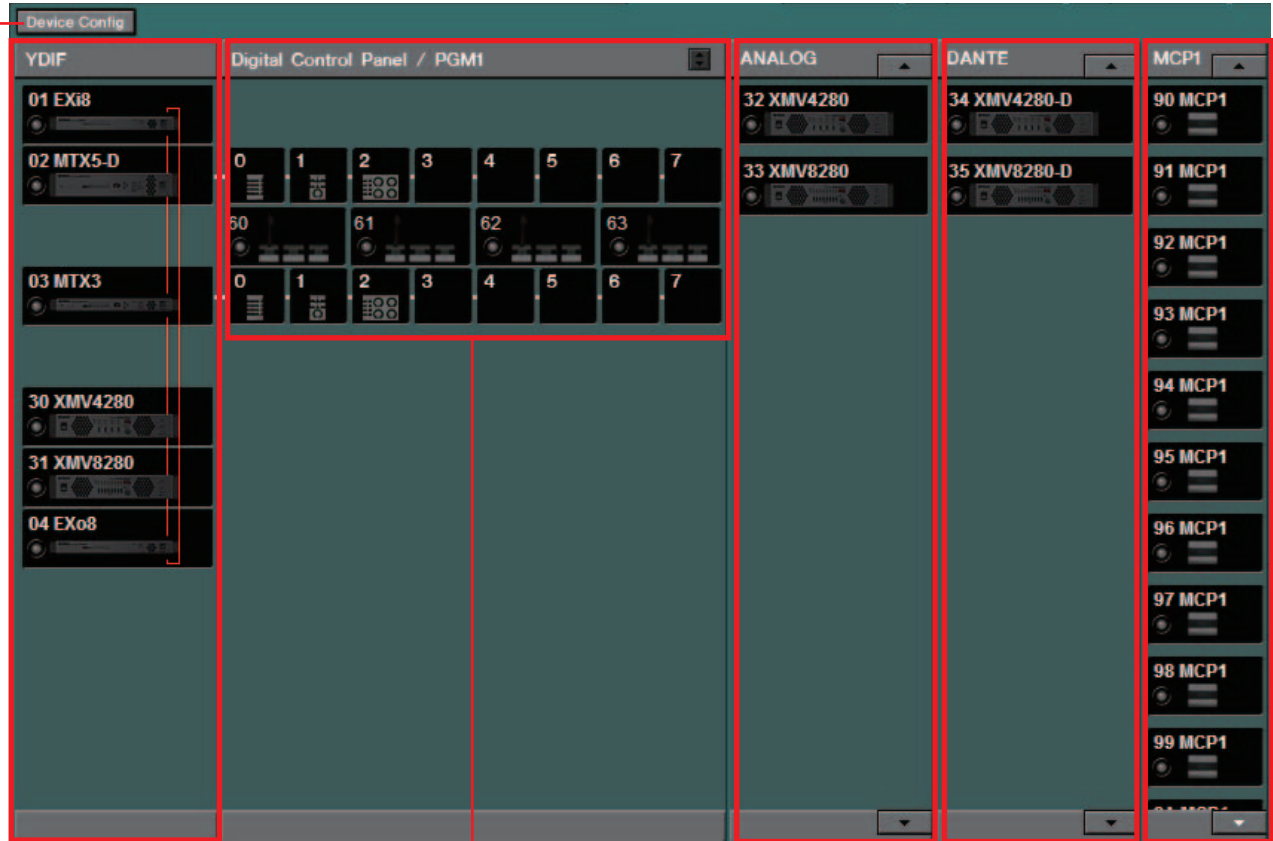 Device Config
YDIF
Digital Control Panel / PGM1
ANALOG
DANTE
MCP1
01 EXi8
02 MTX5-D
03 MTX3
30 XMV4280
31 XMV8280
04 EXo8
0 1 2 3 4 5 6 7
60 61 62 63
0 1 2 3 4 5 6 7
32 XMV4280
33 XMV8280
34 XMV4280-D
35 XMV8280-D
90 MCP1
91 MCP1
92 MCP1
93 MCP1
94 MCP1
95 MCP1
96 MCP1
97 MCP1
98 MCP1
99 MCP1